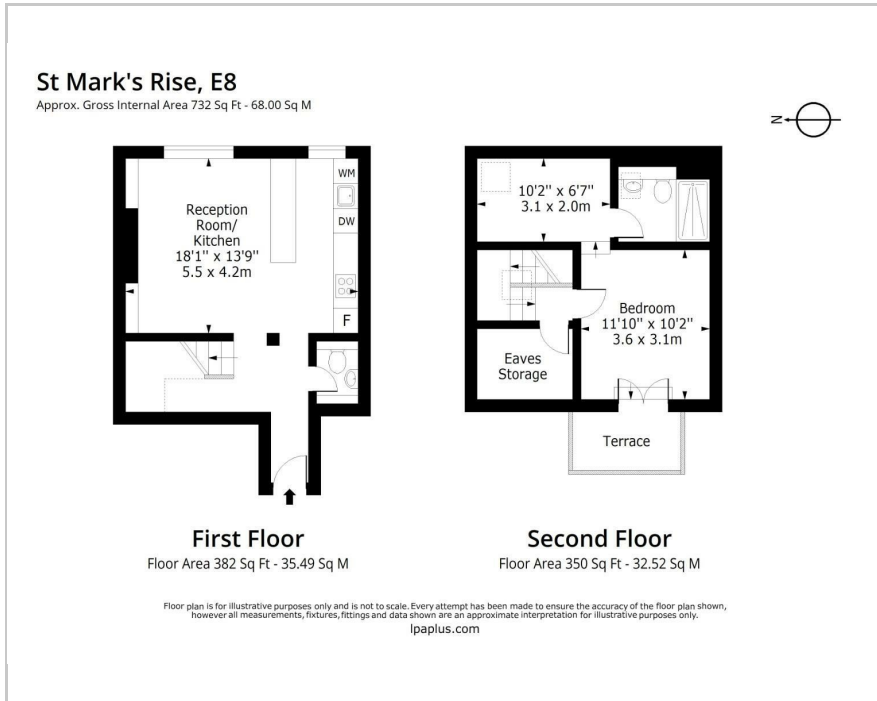 St Mark's Rise, E8
Approx. Gross Internal Area 732 Sq Ft - 68.00 Sq M
N
WM
DW
F
Reception
Room/
Kitchen
18'1'' x 13'9''
5.5 x 4.2m
10'2'' x 6'7''
3.1 x 2.0m
Bedroom
11'10'' x 10'2''
3.6 x 3.1m
Eaves
Storage
Terrace
First Floor
Floor Area 382 Sq Ft - 35.49 Sq M
Second Floor
Floor Area 350 Sq Ft - 32.52 Sq M
Floor plan is for illustrative purposes only and is not to scale. Every attempt has been made to ensure the accuracy of the floor plan shown,
however all measurements, fixtures, fittings and data shown are an approximate interpretation for illustrative purposes only.
lpaplus.com